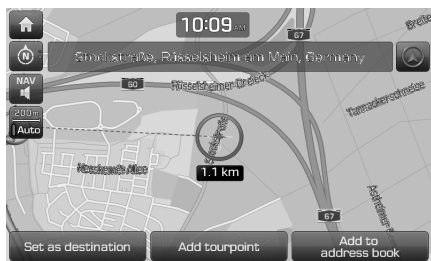 10:09 AM
67
N
Rüsselsheim am Main, Germany
NAV
60
Rüsselsheimer Dreieck
200m
Auto
1.1 km
67
Set as destination
Add tourpoint
Add to
address book